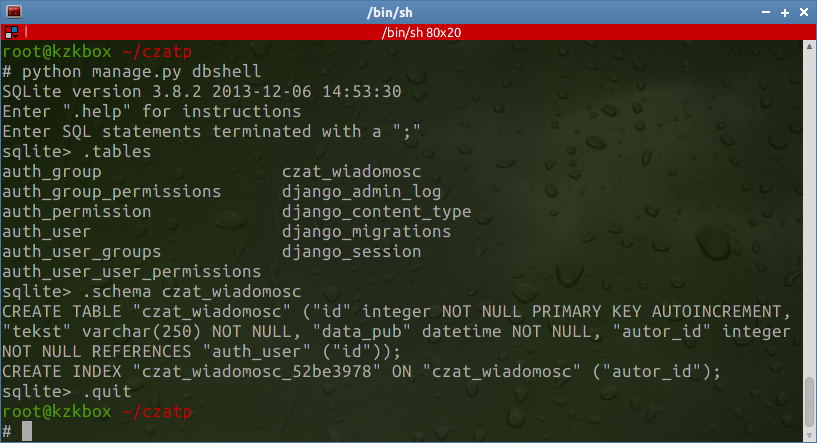 /bin/sh
/bin/sh 80x20
root@kzkbox ~/czatp
# python manage.py dbshell
SQLite version 3.8.2 2013-12-06 14:53:30
Enter ".help" for instructions
Enter SQL statements terminated with a ";"
sqlite> .tables
auth_group                  czat_wiadomosc
auth_group_permissions      django_admin_log
auth_permission             django_content_type
auth_user                   django_migrations
auth_user_groups            django_session
auth_user_user_permissions
sqlite> .schema czat_wiadomosc
CREATE TABLE "czat_wiadomosc" ("id" integer NOT NULL PRIMARY KEY AUTOINCREMENT,
"tekst" varchar(250) NOT NULL, "data_pub" datetime NOT NULL, "autor_id" integer
NOT NULL REFERENCES "auth_user" ("id"));
CREATE INDEX "czat_wiadomosc_52be3978" ON "czat_wiadomosc" ("autor_id");
sqlite> .quit
root@kzkbox ~/czatp
#